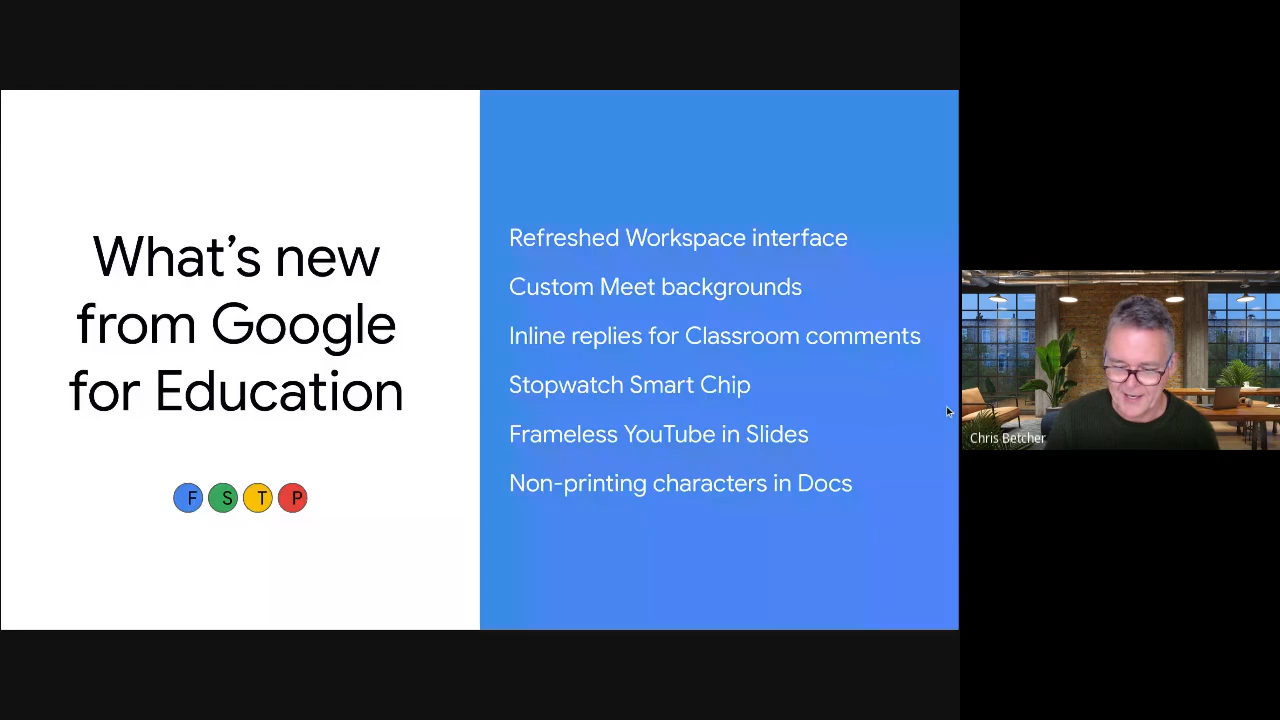 What’s new
from Google
for Education
F S T P
Refreshed Workspace interface
Custom Meet backgrounds
Inline replies for Classroom comments
Stopwatch Smart Chip
Frameless YouTube in Slides
Non-printing characters in Docs
Chris Betcher